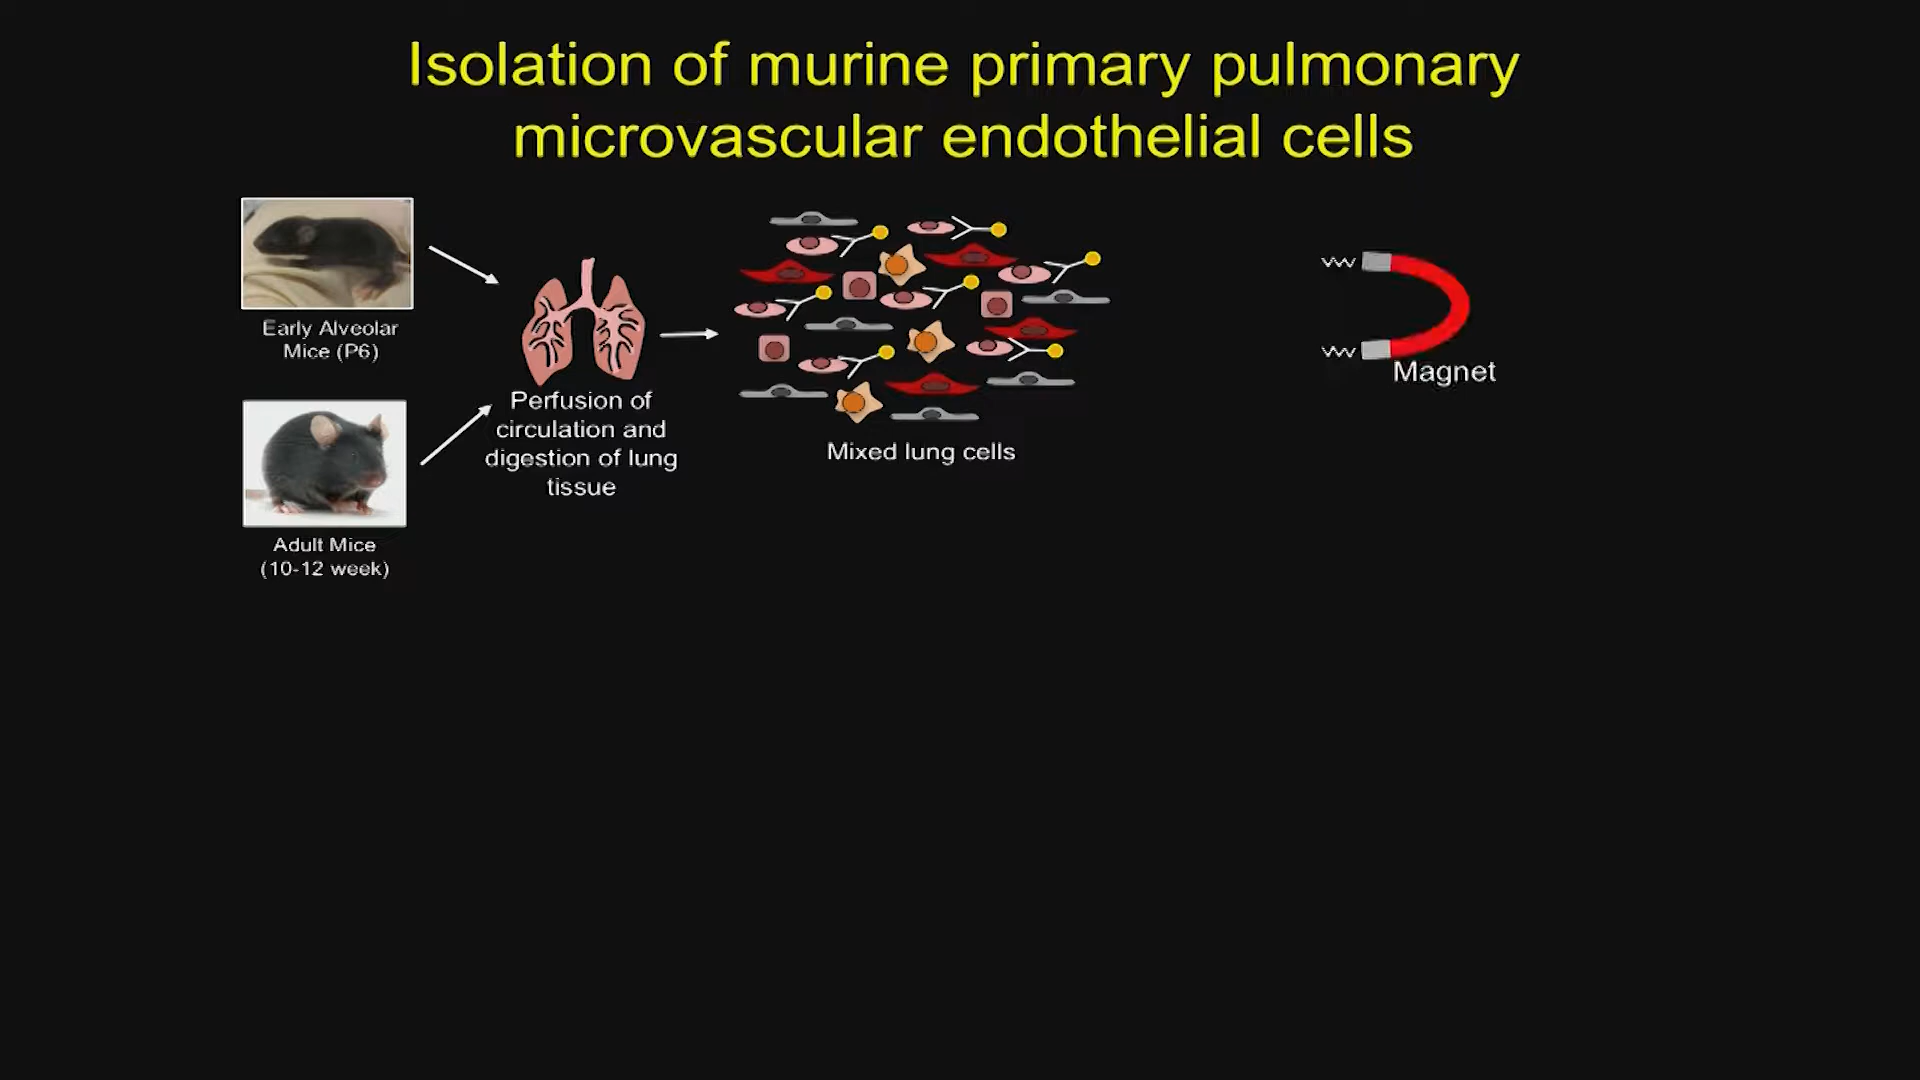 Isolation of murine primary pulmonary
microvascular endothelial cells
Early Alveolar
Mice (P6)
Adult Mice
(10-12 week)
Perfusion of
circulation and
digestion of lung
tissue
Mixed lung cells
Magnet